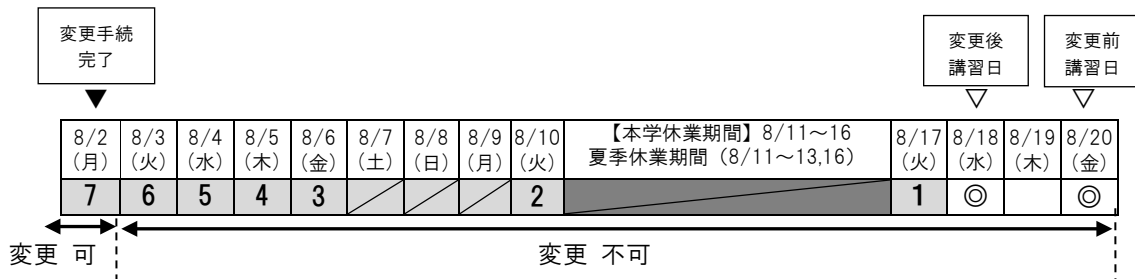 変更手続
完了
変更後
講習日
変更前
講習日
8/2 8/3 8/4 8/5 8/6 8/7 8/8 8/9 8/10 【本学休業期間】8/11～16 8/17 8/18 8/19 8/20
(月) (火) (水) (木) (金) (土) (日) (月) (火) 夏季休業期間（8/11～13,16） (火) (水) (木) (金)
7 6 5 4 3 2 1 ◎ ◎
変更 可 変更 不可